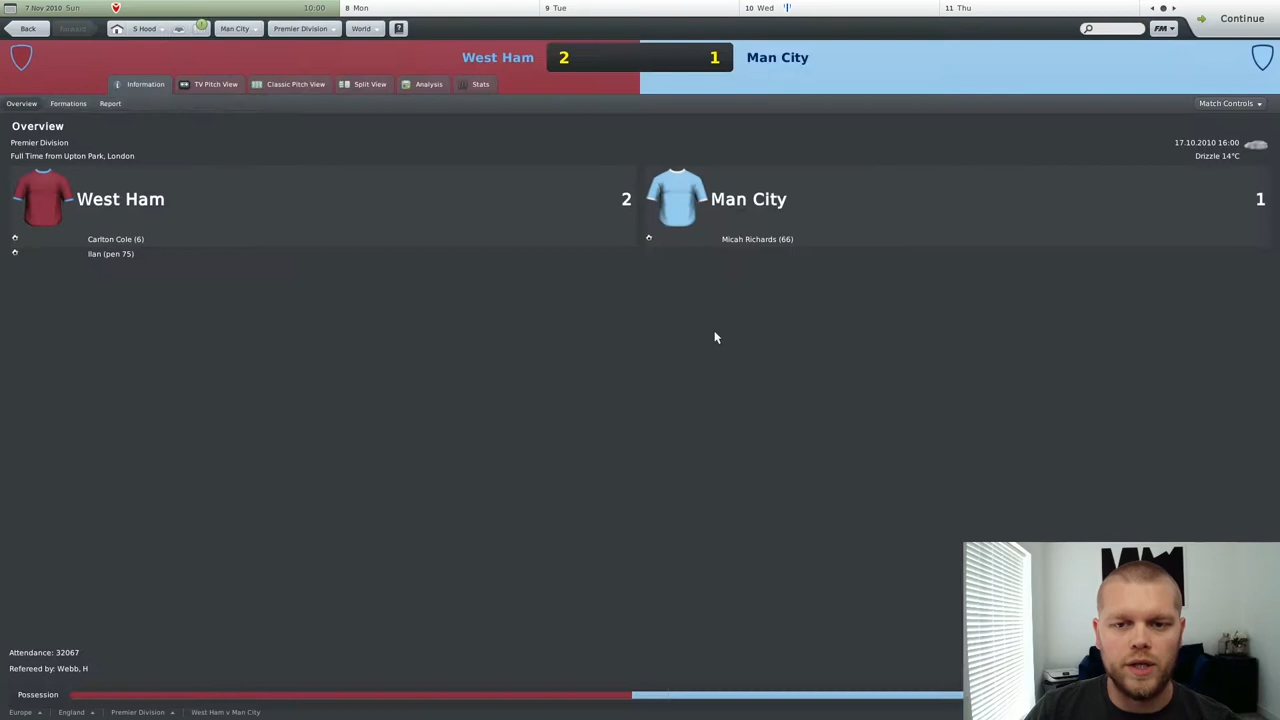 7 Nov 2010 Sun 10:00 8 Mon 9 Tue 10 Wed 11 Thu
Back Forward S Hood Man City Premier Division World ? FM Continue
West Ham 2 1 Man City
Information TV Pitch View Classic Pitch View Split View Analysis Stats
Overview Formations Report Match Controls
Overview
Premier Division 17.10.2010 16:00
Full Time from Upton Park, London Drizzle 14°C
West Ham 2 Man City 1
Carlton Cole (6) Micah Richards (66)
Ilan (pen 75)
Attendance: 32067
Refereed by: Webb, H
Possession
Europe England Premier Division West Ham v Man City